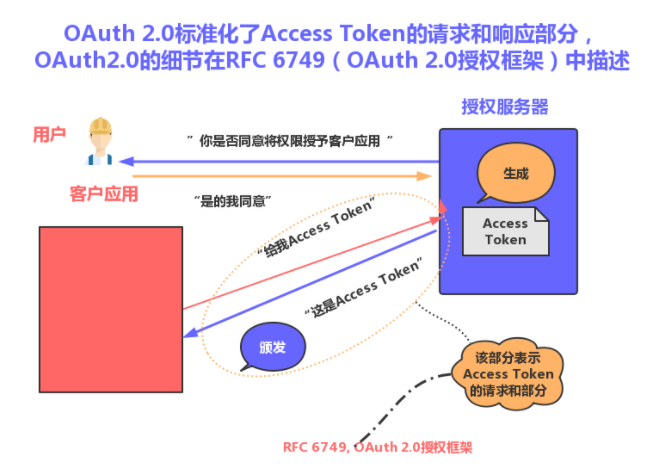 OAuth 2.0标准化了Access Token的请求和响应部分，
OAuth2.0的细节在RFC 6749（OAuth 2.0授权框架）中描述
授权服务器
用户
”你是否同意将权限授予客户应用 ”
生成
客户应用
“是的我同意”
Access
Token
“给我Access Token”
“这是Access Token”
颁发
该部分表示
Access Token
的请求和部分
RFC 6749, OAuth 2.0授权框架